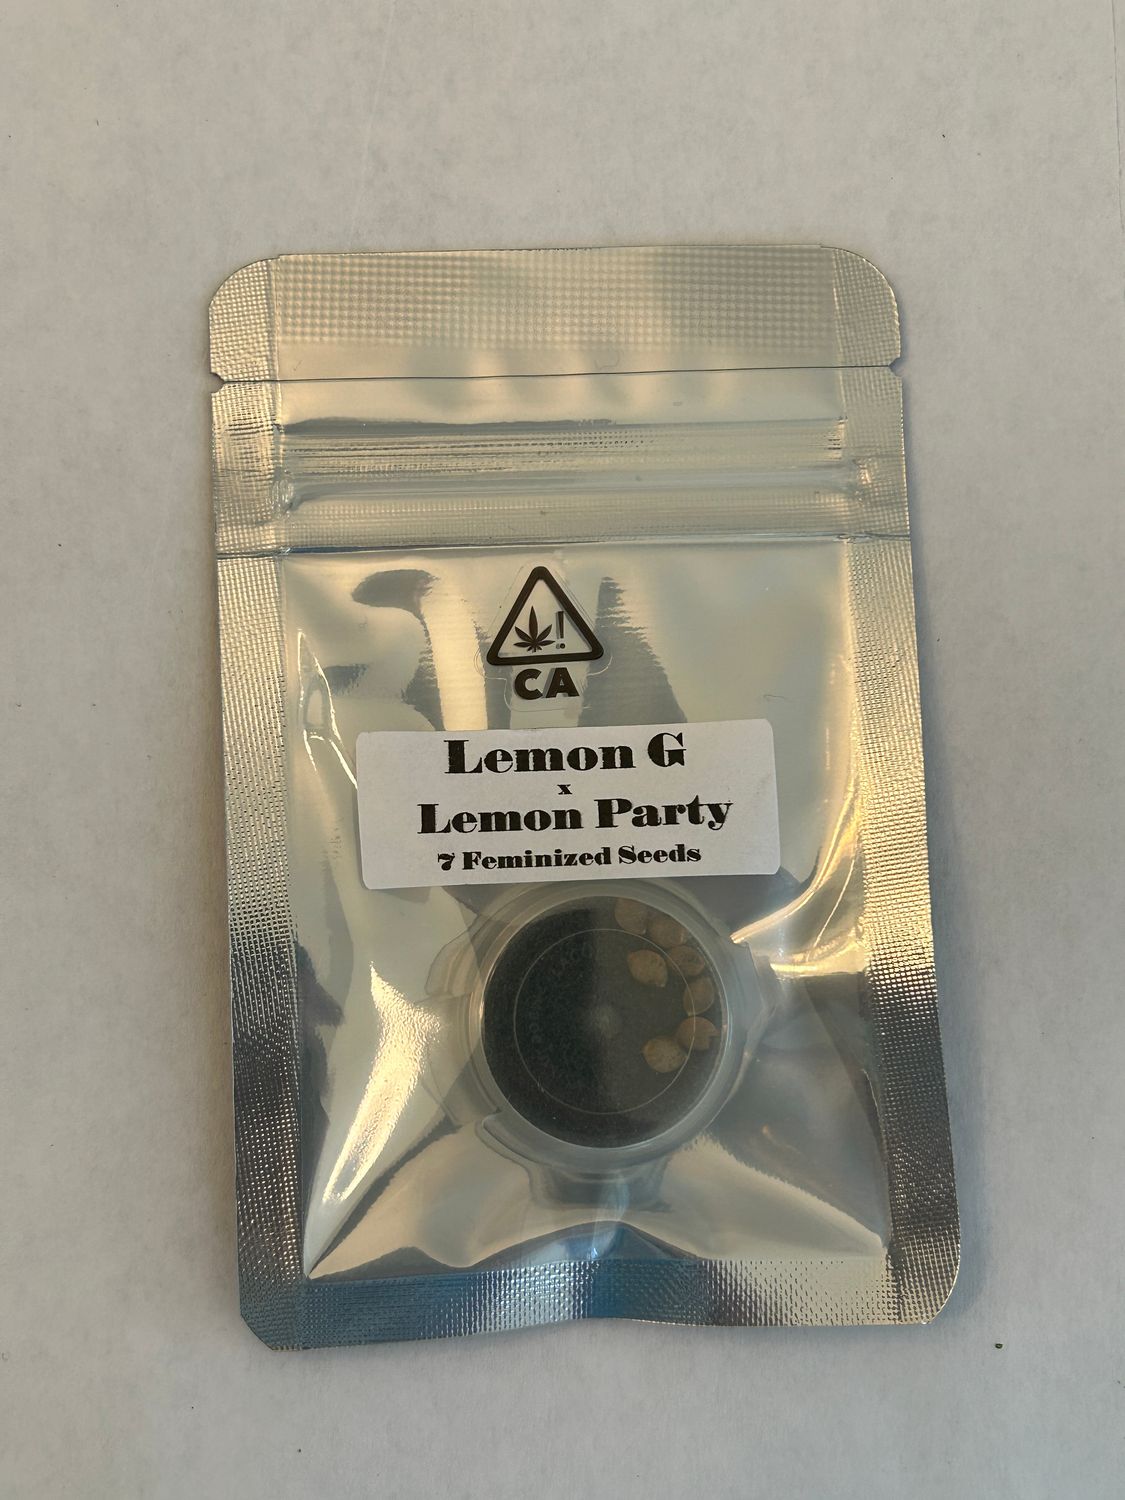 !
CA
Lemon G
x
Lemon Party
7 Feminized Seeds